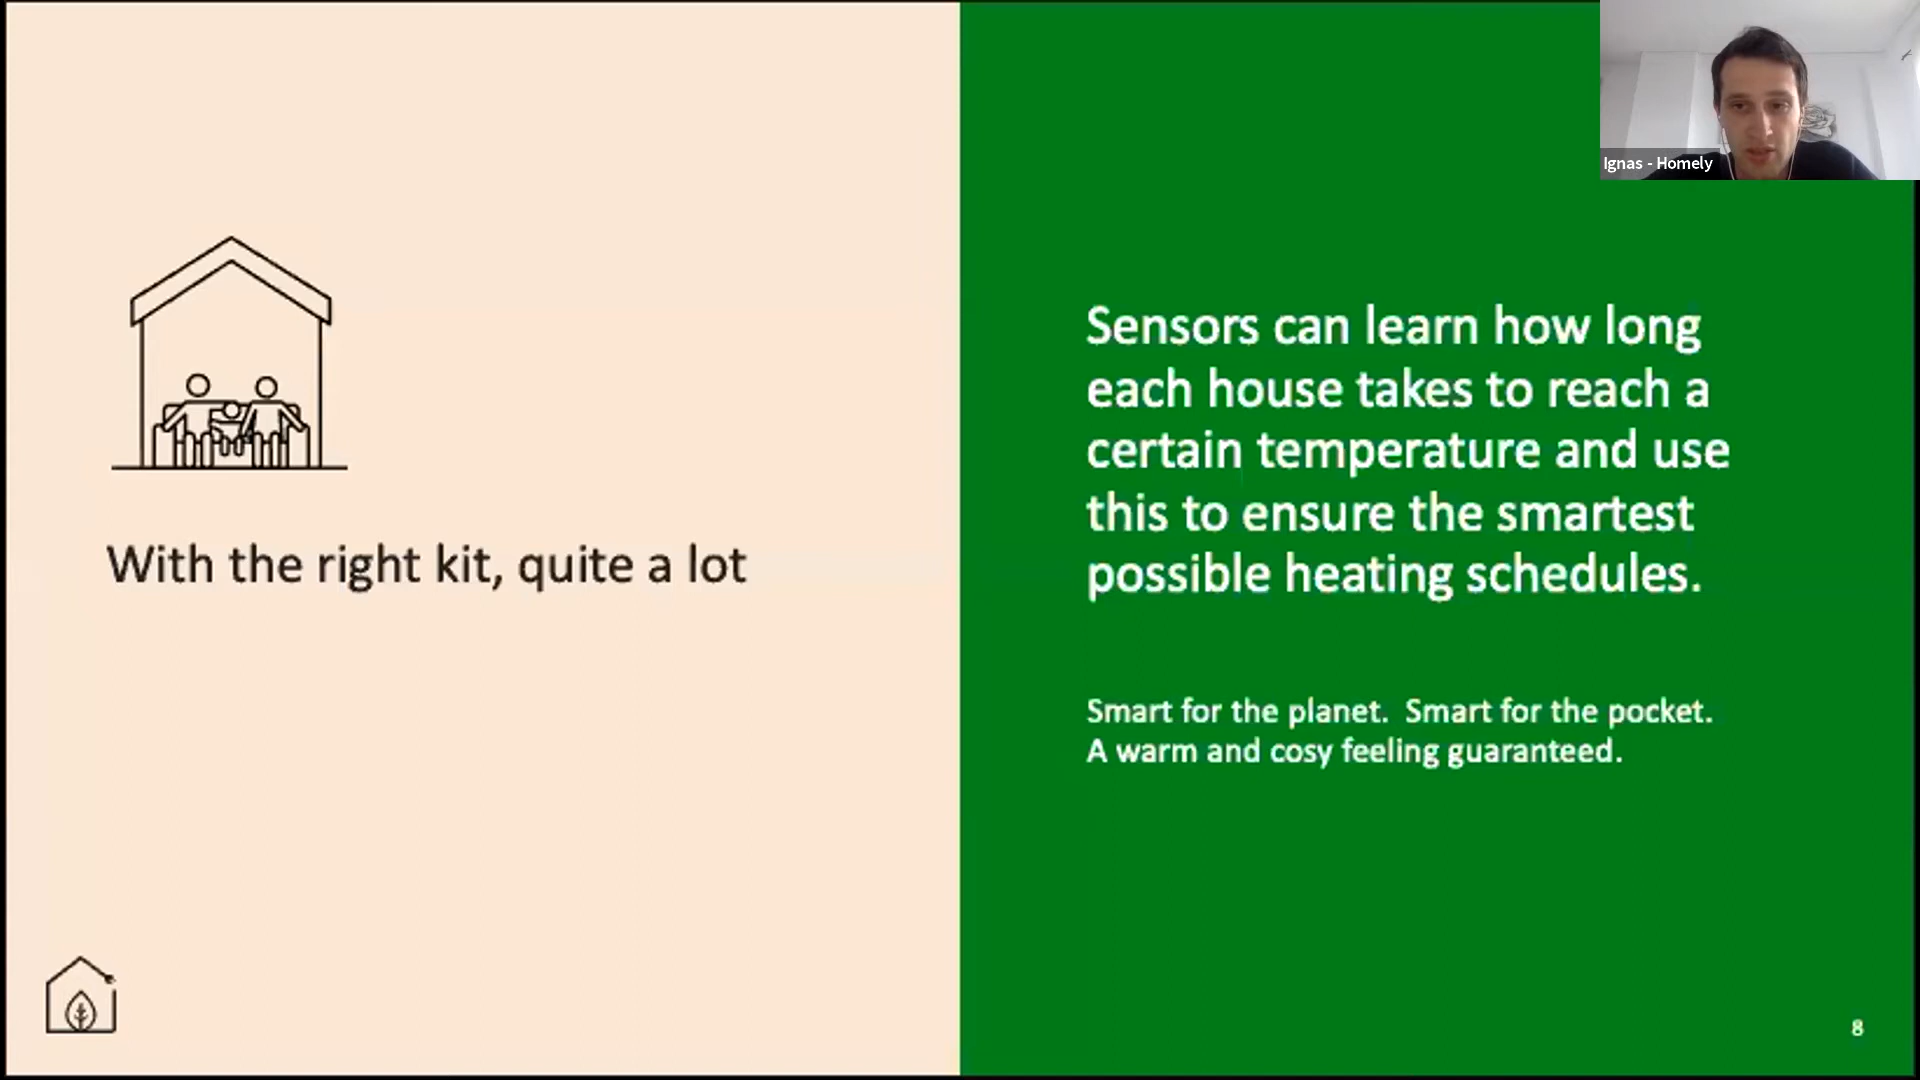 Ignas - Homely
With the right kit, quite a lot
Sensors can learn how long
each house takes to reach a
certain temperature and use
this to ensure the smartest
possible heating schedules.
Smart for the planet.  Smart for the pocket.
A warm and cosy feeling guaranteed.
8